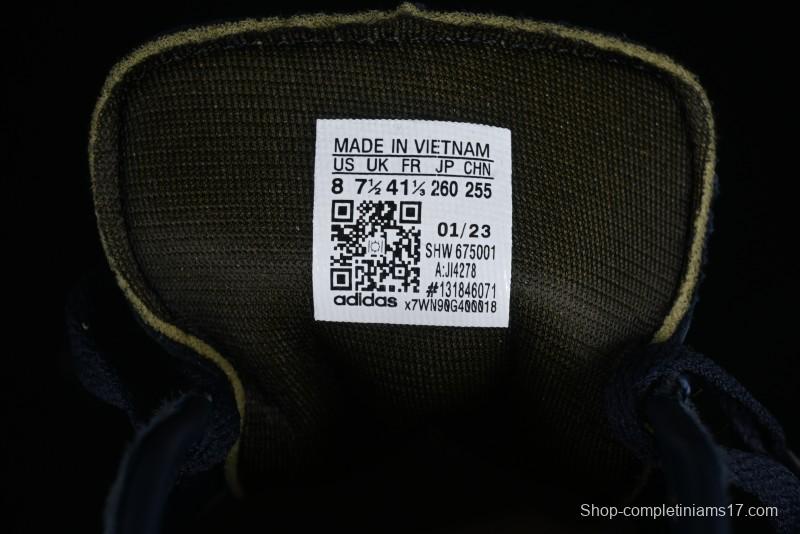 MADE IN VIETNAM
US UK FR JP CHN
8 7½ 41⅓ 260 255
01/23
SHW 675001
A:JI4278
#131846071
adidas x7WN90G400018
Shop-completiniams17.com